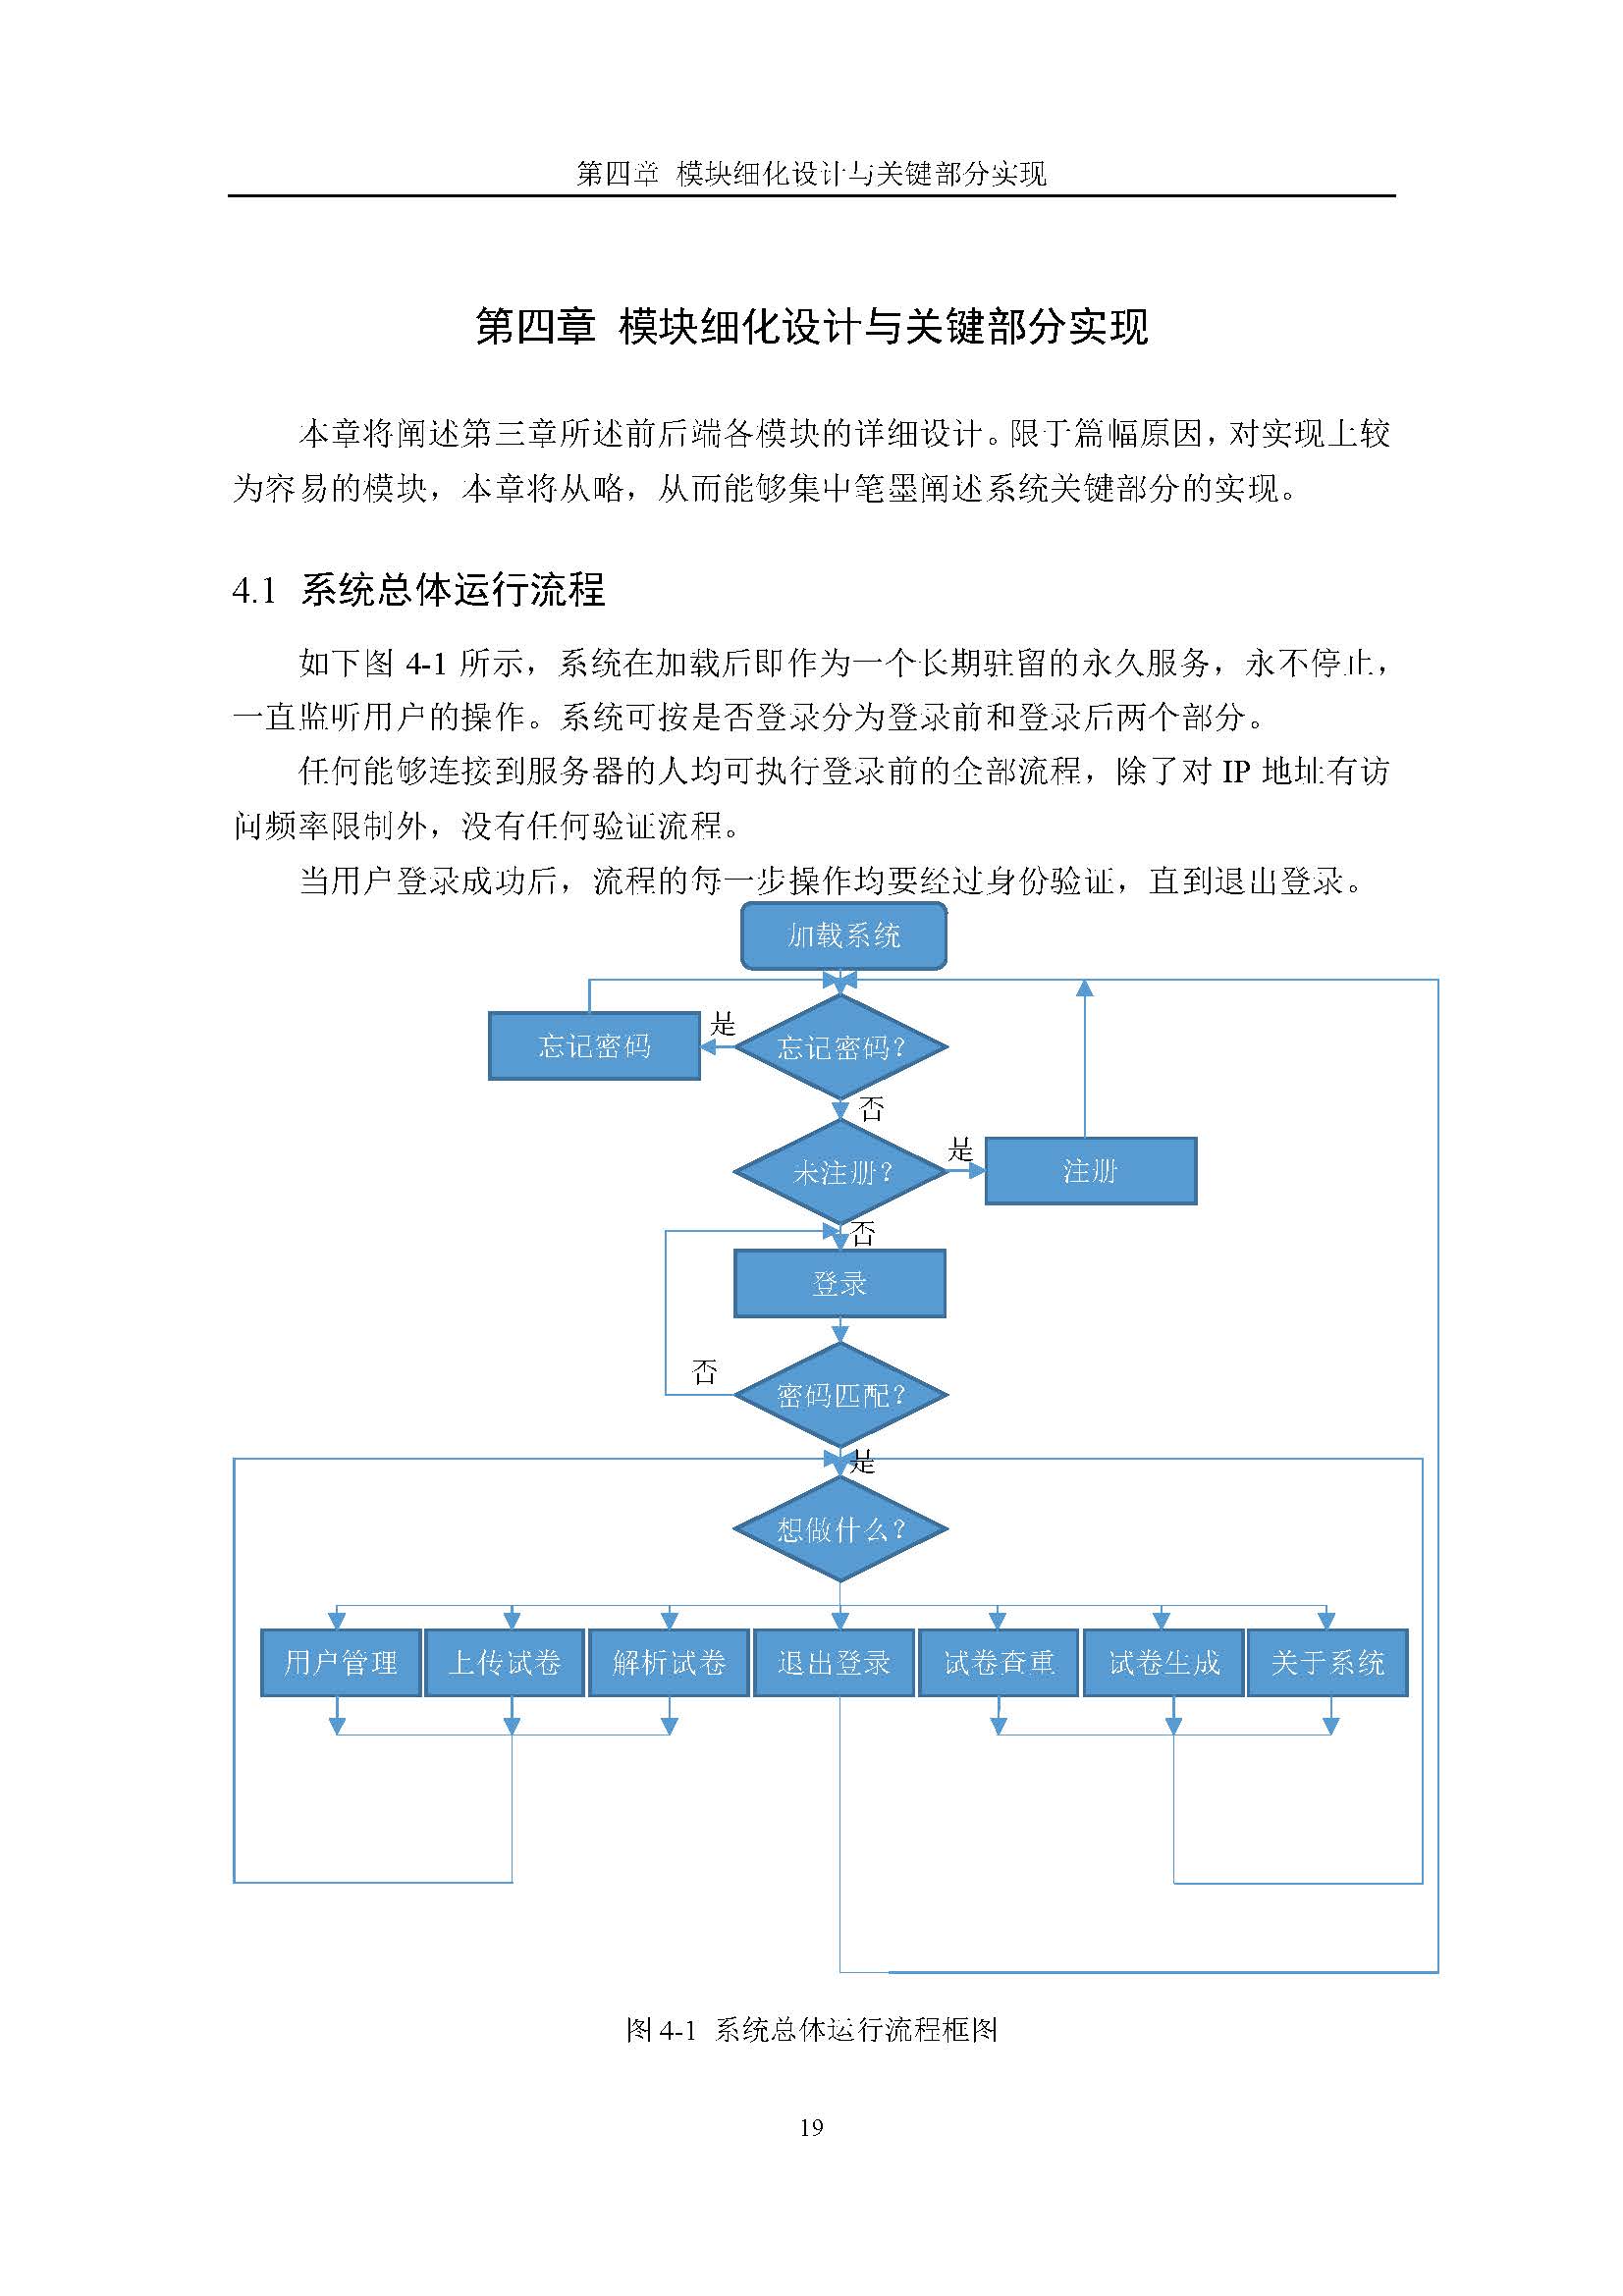 第四章 模块细化设计与关键部分实现
第四章 模块细化设计与关键部分实现
本章将阐述第三章所述前后端各模块的详细设计。限于篇幅原因，对实现上较
为容易的模块，本章将从略，从而能够集中笔墨阐述系统关键部分的实现。
4.1 系统总体运行流程
如下图 4-1 所示，系统在加载后即作为一个长期驻留的永久服务，永不停止，
一直监听用户的操作。系统可按是否登录分为登录前和登录后两个部分。
任何能够连接到服务器的人均可执行登录前的全部流程，除了对 IP 地址有访
问频率限制外，没有任何验证流程。
当用户登录成功后，流程的每一步操作均要经过身份验证，直到退出登录。
加载系统
忘记密码
是
忘记密码？
否
未注册？
是
注册
否
登录
否
密码匹配？
是
想做什么？
用户管理
上传试卷
解析试卷
退出登录
试卷查重
试卷生成
关于系统
图 4-1 系统总体运行流程框图
19